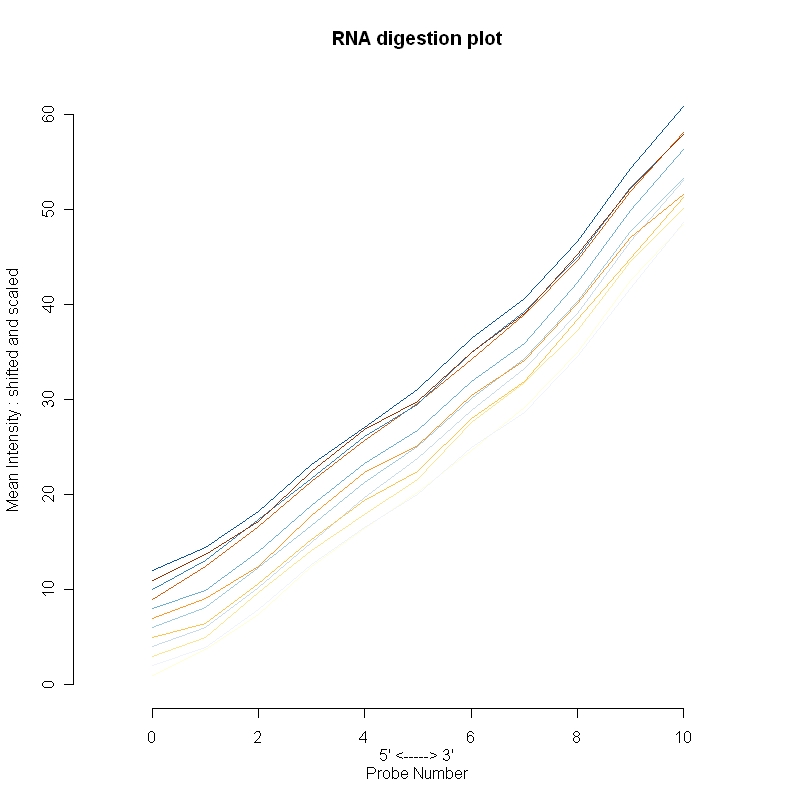 RNA digestion plot
Mean Intensity : shifted and scaled
60
50
40
30
20
10
0
0 2 4 6 8 10
5' <-----> 3'
Probe Number